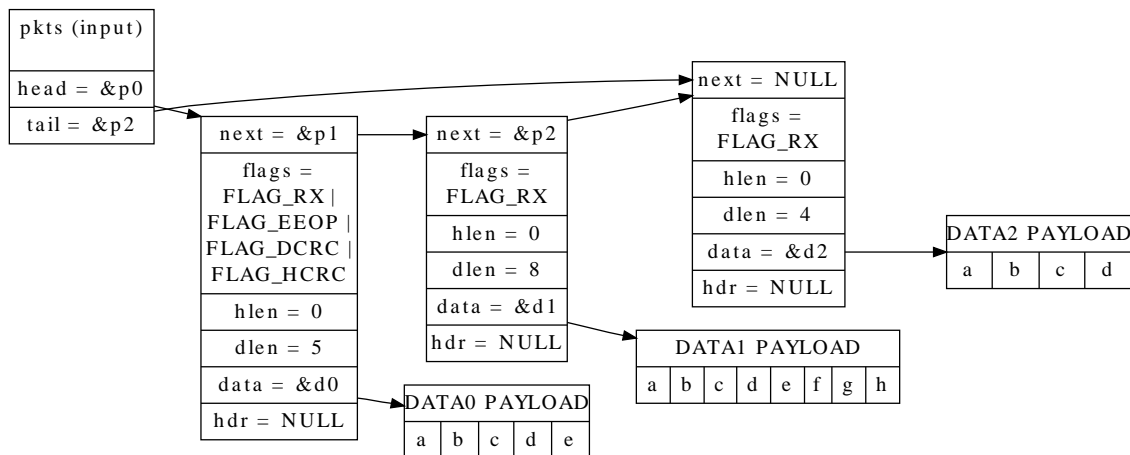 pkts (input)
head = &p0
tail = &p2
next = &p1
flags =
FLAG_RX |
FLAG_EEOP |
FLAG_DCRC |
FLAG_HCRC
hlen = 0
dlen = 5
data = &d0
hdr = NULL
next = &p2
flags =
FLAG_RX
hlen = 0
dlen = 8
data = &d1
hdr = NULL
next = NULL
flags =
FLAG_RX
hlen = 0
dlen = 4
data = &d2
hdr = NULL
DATA0 PAYLOAD
a b c d e
DATA1 PAYLOAD
a b c d e f g h
DATA2 PAYLOAD
a b c d